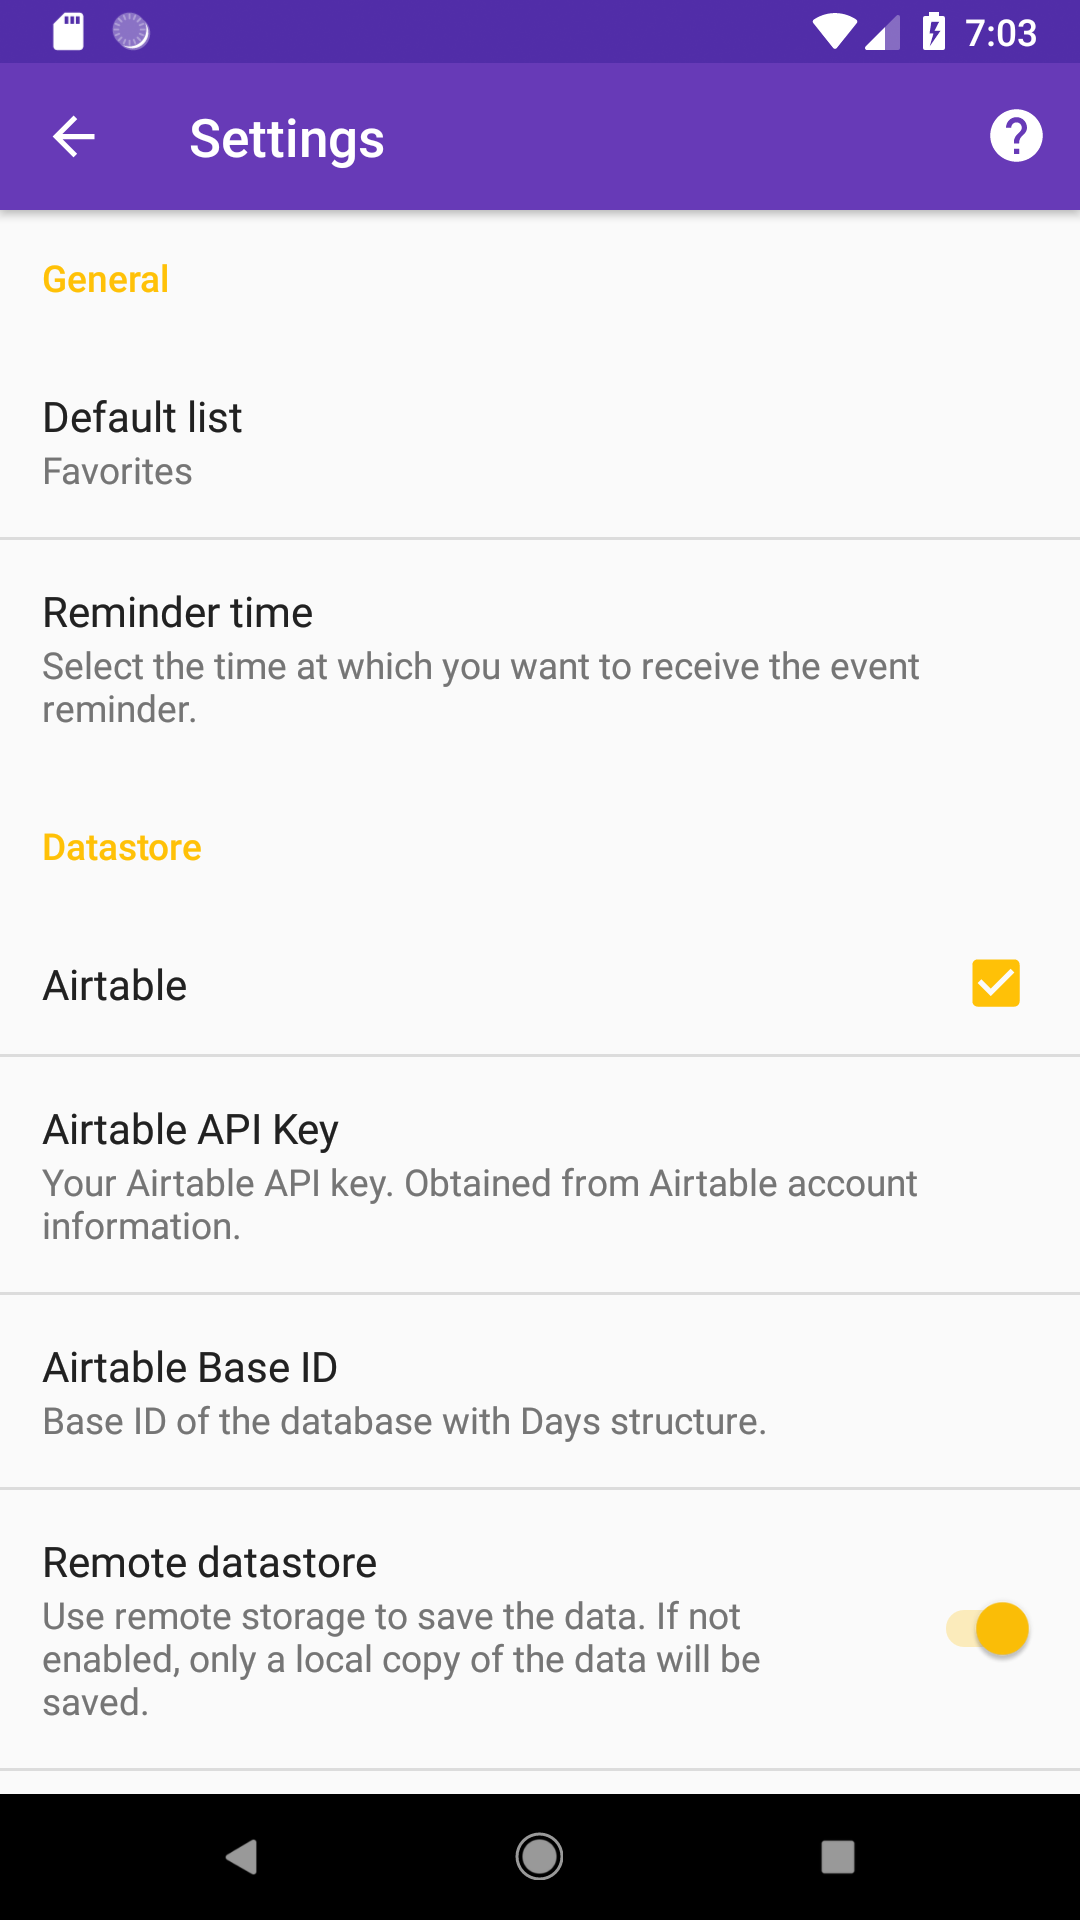 7:03
Settings
General
Default list
Favorites
Reminder time
Select the time at which you want to receive the event
reminder.
Datastore
Airtable
Airtable API Key
Your Airtable API key. Obtained from Airtable account
information.
Airtable Base ID
Base ID of the database with Days structure.
Remote datastore
Use remote storage to save the data. If not
enabled, only a local copy of the data will be
saved.